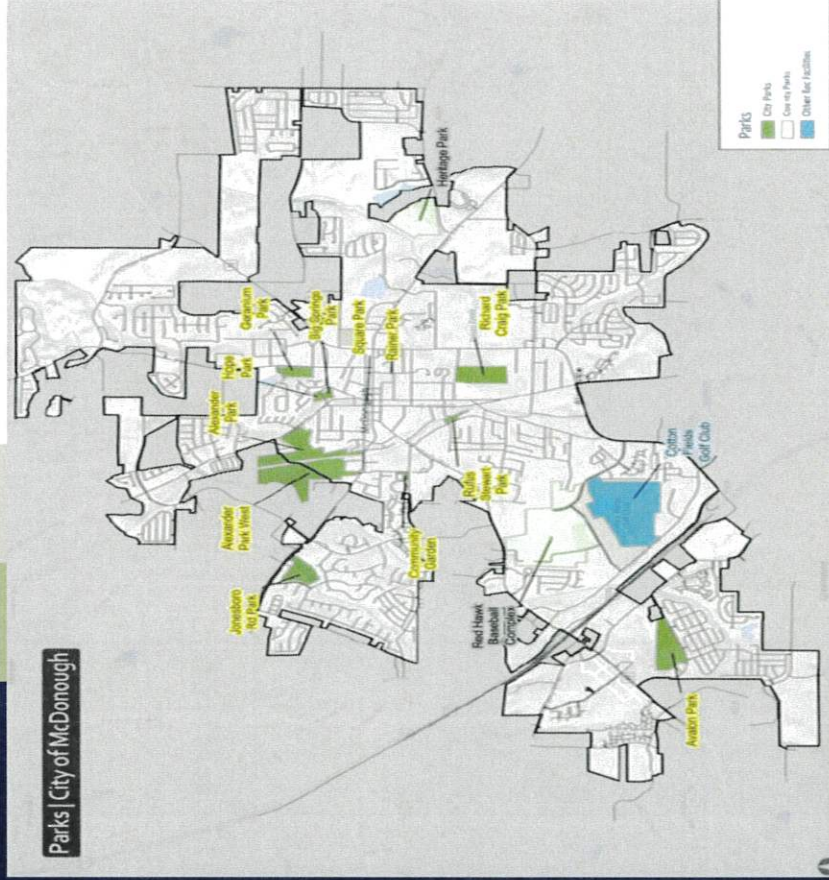 Parks | City of McDonough
Jonesboro
Rd Park
Alexander
Park West
Alexander
Park
Hope
Park
Geranium
Park
Big Springs
Park
Square Park
Rainer Park
Heritage Park
Richard
Craig Park
Rufus
Stewart
Park
Community
Garden
Red Hawk
Baseball
Complex
Cotton
Fields
Golf Club
Avalon Park
Parks
City Parks
County Parks
Other Rec Facilities